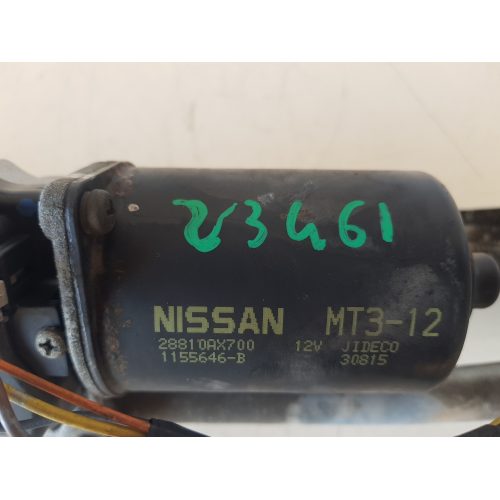 23461
NISSAN MT3-12
28810AX700 12V JIDECO
1155646-B 30815